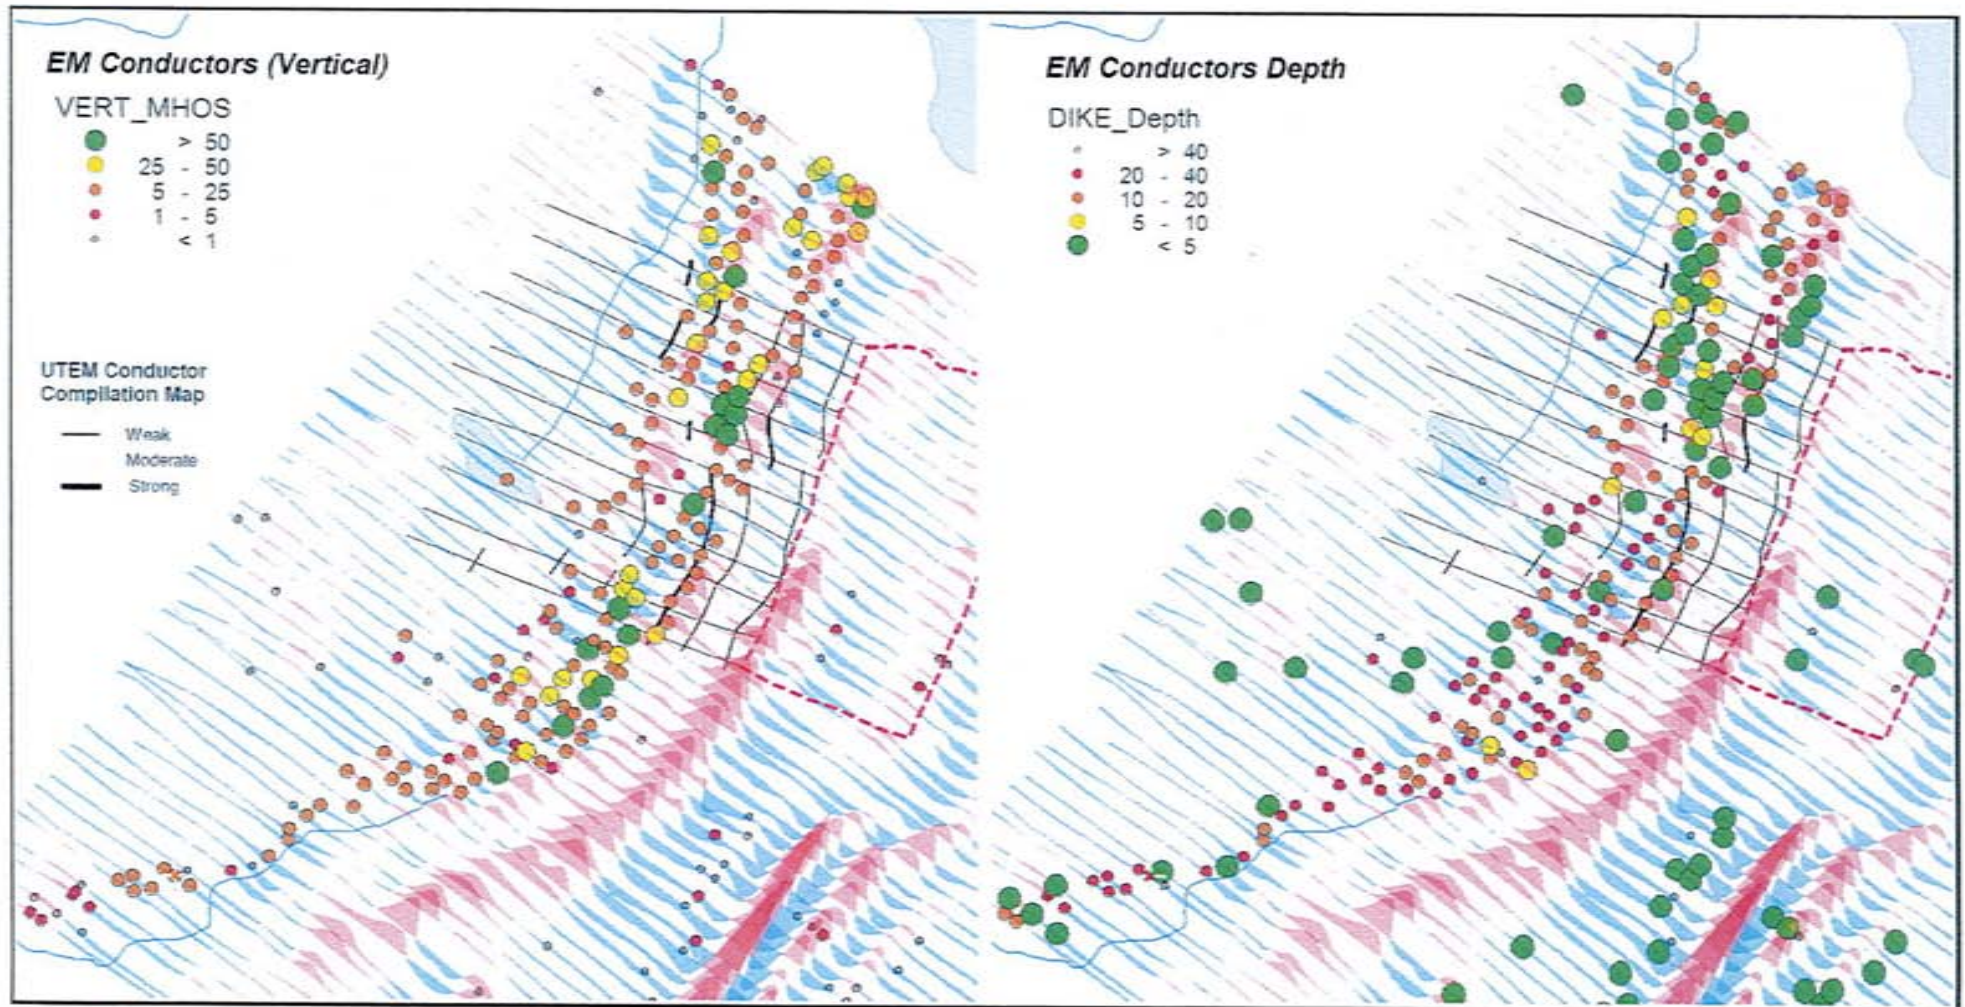 EM Conductors (Vertical)
VERT_MHOS
> 50
25 - 50
5 - 25
1 - 5
< 1
UTEM Conductor
Compilation Map
Weak
Moderate
Strong
EM Conductors Depth
DIKE_Depth
> 40
20 - 40
10 - 20
5 - 10
< 5